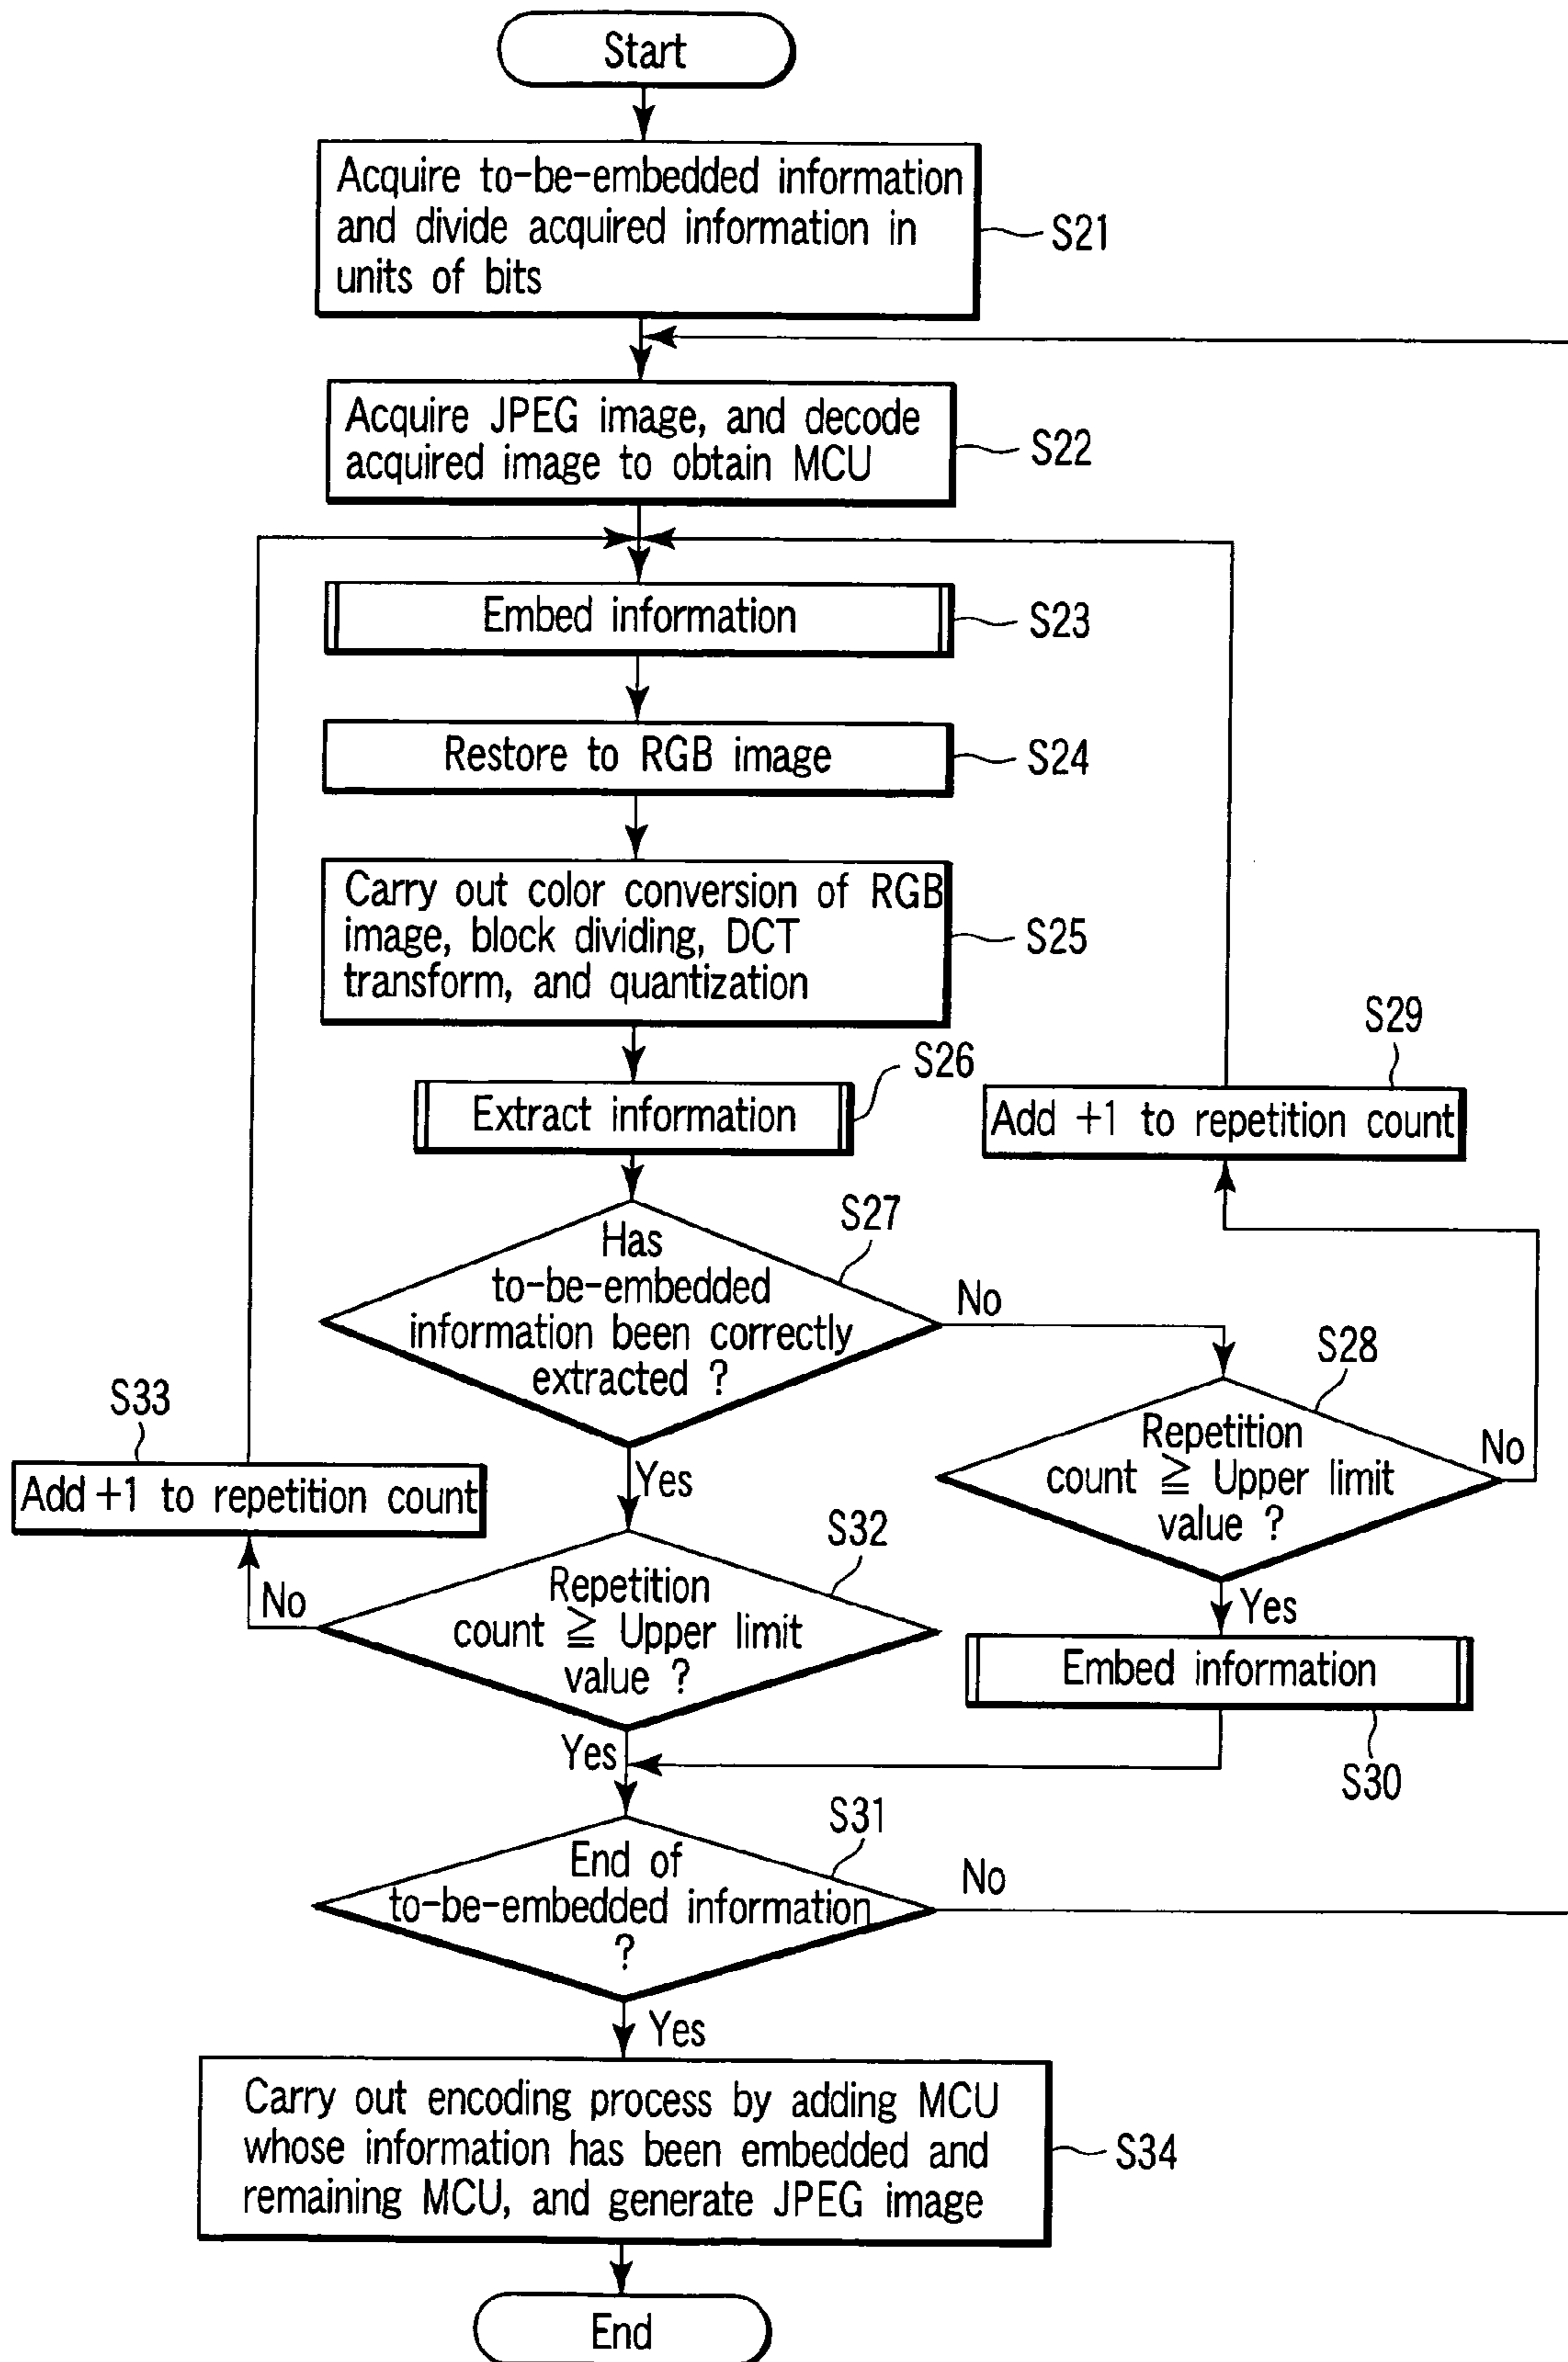 Start
Acquire to-be-embedded information
and divide acquired information in
units of bits
S21
Acquire JPEG image, and decode
acquired image to obtain MCU
S22
Embed information
S23
Restore to RGB image
S24
Carry out color conversion of RGB
image, block dividing, DCT
transform, and quantization
S25
Extract information
S26
S29
Add +1 to repetition count
Has
to-be-embedded
information been correctly
extracted ?
S27
No
Yes
S28
Repetition
count ≧ Upper limit
value ?
No
Yes
S33
Add +1 to repetition count
S32
Repetition
count ≧ Upper limit
value ?
No
Yes
Embed information
S30
S31
End of
to-be-embedded information
?
No
Yes
Carry out encoding process by adding MCU
whose information has been embedded and
remaining MCU, and generate JPEG image
S34
End